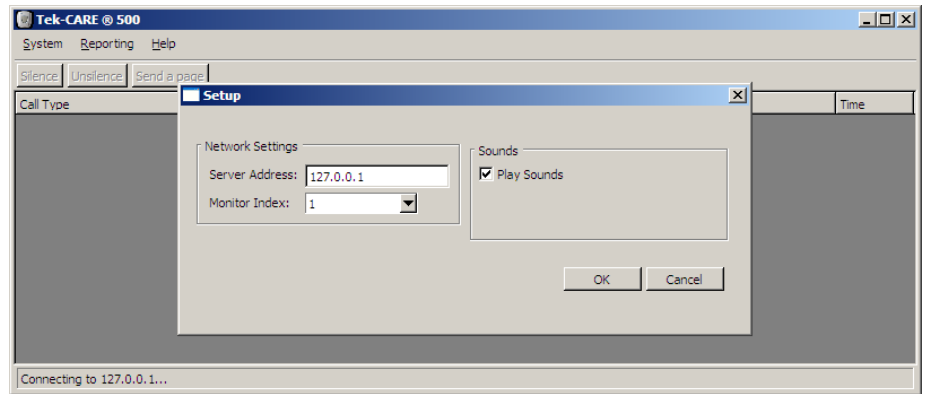 Tek-CARE ® 500
System Reporting Help
Silence Unsilence Send a page
Call Type Time
Setup
Network Settings
Server Address: 127.0.0.1
Monitor Index: 1
Sounds
Play Sounds
OK Cancel
Connecting to 127.0.0.1...